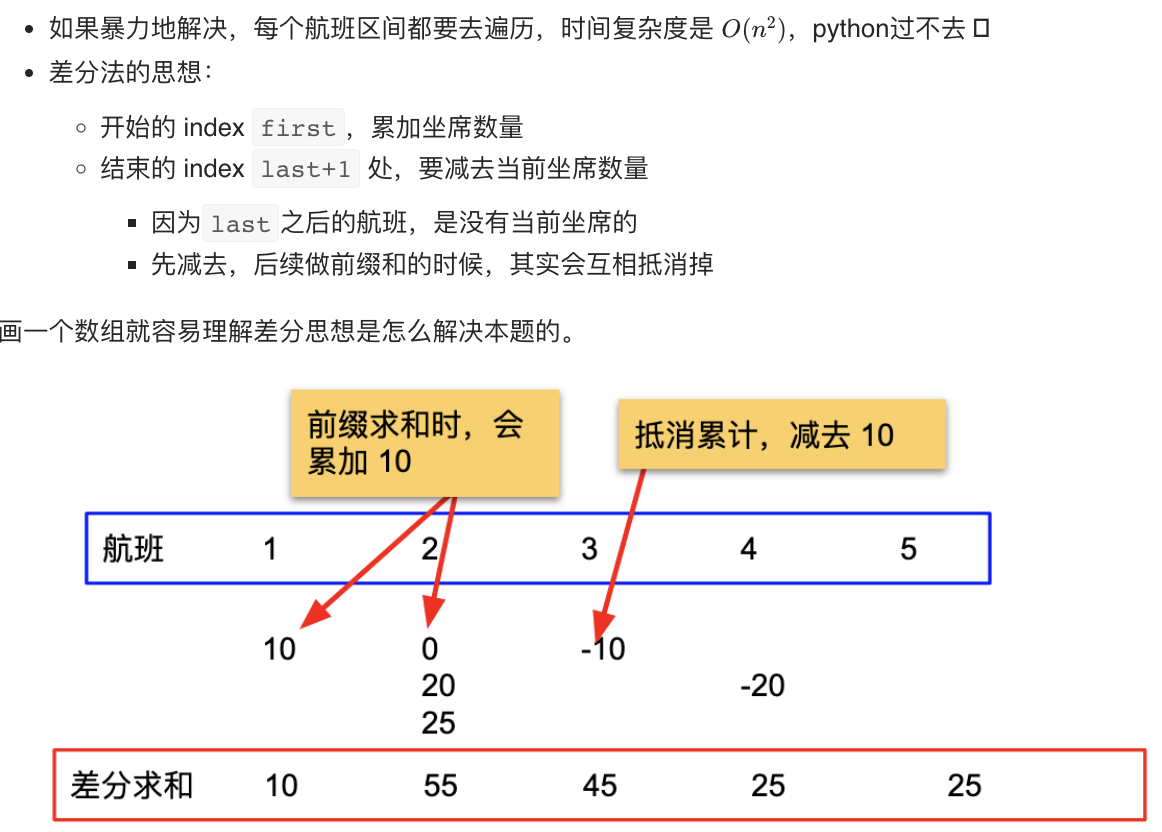 如果暴力地解决，每个航班区间都要去遍历，时间复杂度是 O(n²)，python过不去
差分法的思想：
开始的 index first，累加坐席数量
结束的 index last+1 处，要减去当前坐席数量
因为 last 之后的航班，是没有当前坐席的
先减去，后续做前缀和的时候，其实会互相抵消掉
画一个数组就容易理解差分思想是怎么解决本题的。
前缀求和时，会
累加 10
抵消累计，减去 10
航班 1 2 3 4 5
10 0 -10
20 -20
25
差分求和 10 55 45 25 25